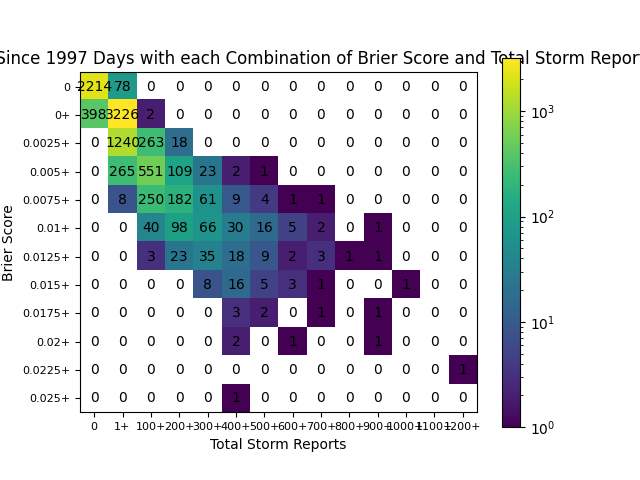 Since 1997 Days with each Combination of Brier Score and Total Storm Report
0 2214 78 0 0 0 0 0 0 0 0 0 0 0 0
0+ 398 3226 2 0 0 0 0 0 0 0 0 0 0 0
0.0025+ 0 1240 263 18 0 0 0 0 0 0 0 0 0 0
0.005+ 0 265 551 109 23 2 1 0 0 0 0 0 0 0
0.0075+ 0 8 250 182 61 9 4 1 1 0 0 0 0 0
0.01+ 0 0 40 98 66 30 16 5 2 0 1 0 0 0
0.0125+ 0 0 3 23 35 18 9 2 3 1 1 0 0 0
0.015+ 0 0 0 0 8 16 5 3 1 0 0 1 0 0
0.0175+ 0 0 0 0 0 3 2 0 1 0 1 0 0 0
0.02+ 0 0 0 0 0 2 0 1 0 0 1 0 0 0
0.0225+ 0 0 0 0 0 0 0 0 0 0 0 0 0 1
0.025+ 0 0 0 0 0 1 0 0 0 0 0 0 0 0
0 1+ 100+ 200+ 300+ 400+ 500+ 600+ 700+ 800+ 900+ 1000+ 1100+ 1200+
Total Storm Reports
Brier Score
10³
10²
10¹
10⁰